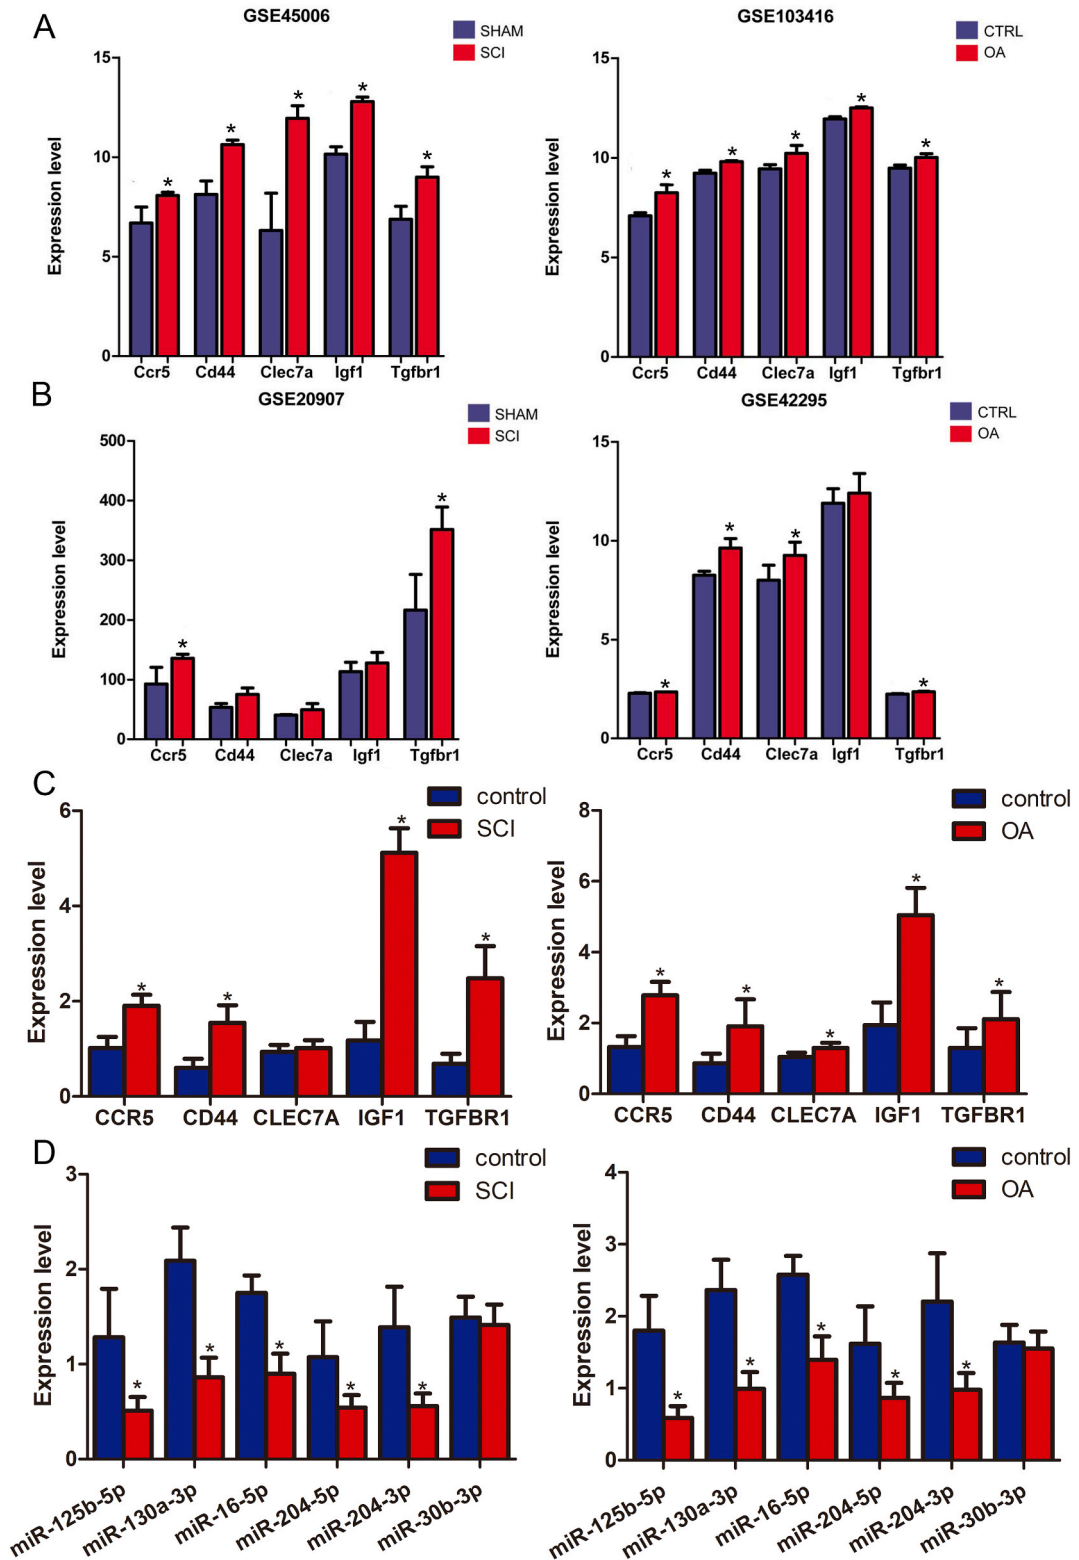 A
GSE45006
SHAM
SCI
Expression level
15
10
5
0
*
*
*
*
*
Ccr5 Cd44 Clec7a Igf1 Tgfbr1
GSE103416
CTRL
OA
Expression level
15
10
5
0
*
*
*
*
*
Ccr5 Cd44 Clec7a Igf1 Tgfbr1
B
GSE20907
SHAM
SCI
Expression level
500
400
300
200
100
0
*
*
Ccr5 Cd44 Clec7a Igf1 Tgfbr1
GSE42295
CTRL
OA
Expression level
15
10
5
0
*
*
*
*
Ccr5 Cd44 Clec7a Igf1 Tgfbr1
C
control
SCI
Expression level
6
4
2
0
*
*
*
*
CCR5 CD44 CLEC7A IGF1 TGFBR1
control
OA
Expression level
8
6
4
2
0
*
*
*
*
*
CCR5 CD44 CLEC7A IGF1 TGFBR1
D
control
SCI
Expression level
3
2
1
0
*
*
*
*
*
miR-125b-5p
miR-130a-3p
miR-16-5p
miR-204-5p
miR-204-3p
miR-30b-3p
control
OA
Expression level
4
3
2
1
0
*
*
*
*
*
miR-125b-5p
miR-130a-3p
miR-16-5p
miR-204-5p
miR-204-3p
miR-30b-3p